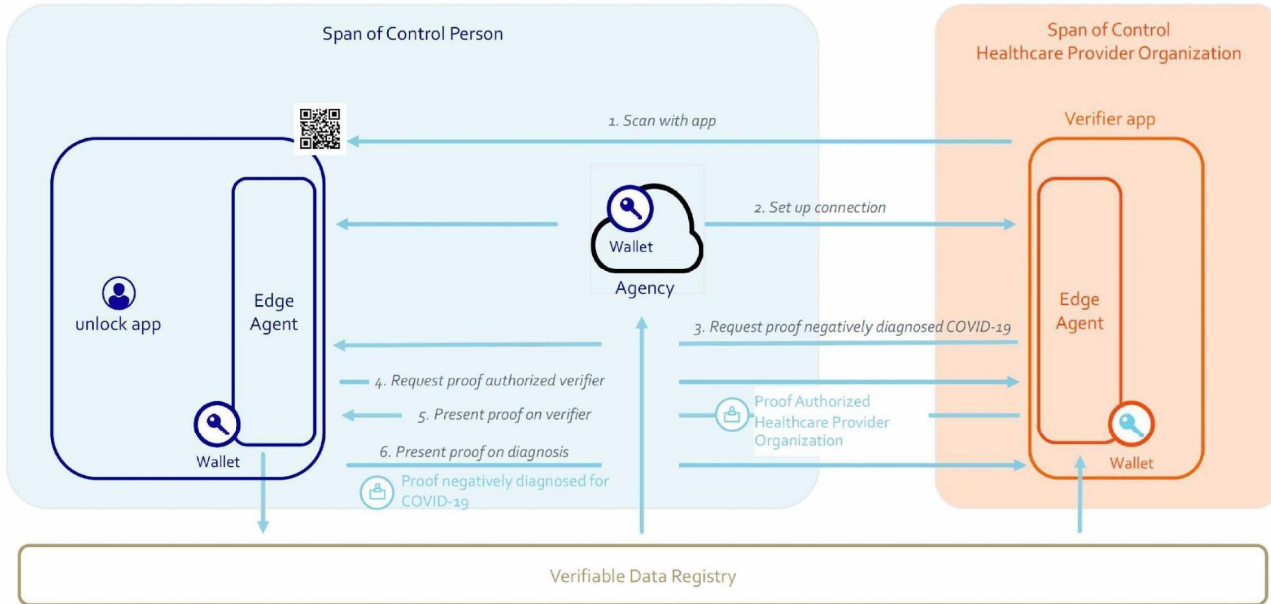 Span of Control Person
Span of Control
Healthcare Provider Organization
1. Scan with app
Verifier app
2. Set up connection
Wallet
Agency
unlock app
Edge
Agent
Edge
Agent
3. Request proof negatively diagnosed COVID-19
4. Request proof authorized verifier
5. Present proof on verifier
Proof Authorized
Healthcare Provider
Organization
6. Present proof on diagnosis
Wallet
Wallet
Proof negatively diagnosed for
COVID-19
Verifiable Data Registry